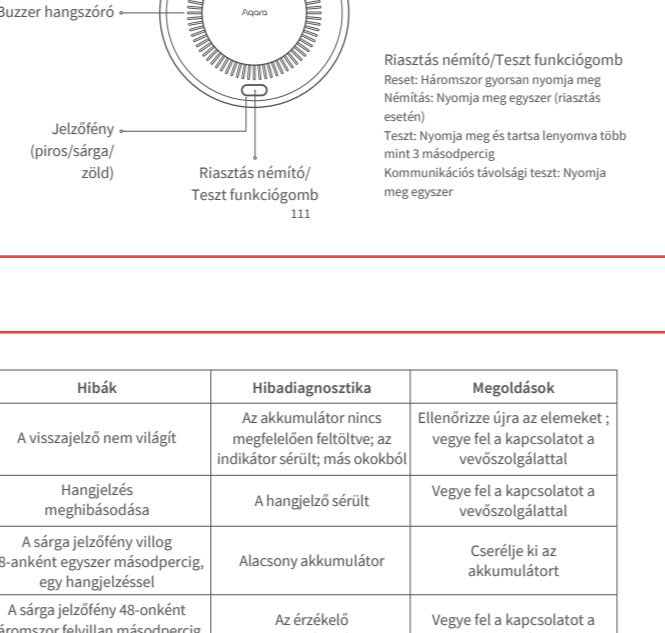 Buzzer hangszóró
Aqara
Jelzőfény
(piros/sárga/
zöld)
Riasztás némító/
Teszt funkciógomb
111
Riasztás némító/Teszt funkciógomb
Reset: Háromszor gyorsan nyomja meg
Némítás: Nyomja meg egyszer (riasztás
esetén)
Teszt: Nyomja meg és tartsa lenyomva több
mint 3 másodpercig
Kommunikációs távolsági teszt: Nyomja
meg egyszer
Hibák
Hibadiagnosztika
Megoldások
A visszajelző nem világít
Az akkumulátor nincs
megfelelően feltöltve; az
indikátor sérült; más okokból
Ellenőrizze újra az elemeket ;
vegye fel a kapcsolatot a
vevőszolgálattal
Hangjelzés
meghibásodása
A hangjelző sérült
Vegye fel a kapcsolatot a
vevőszolgálattal
A sárga jelzőfény villog
8-anként egyszer másodpercig,
egy hangjelzéssel
Alacsony akkumulátor
Cserélje ki az
akkumulátort
A sárga jelzőfény 48-onként
áromszor felvillan másodpercig
Az érzékelő
Vegye fel a kapcsolatot a